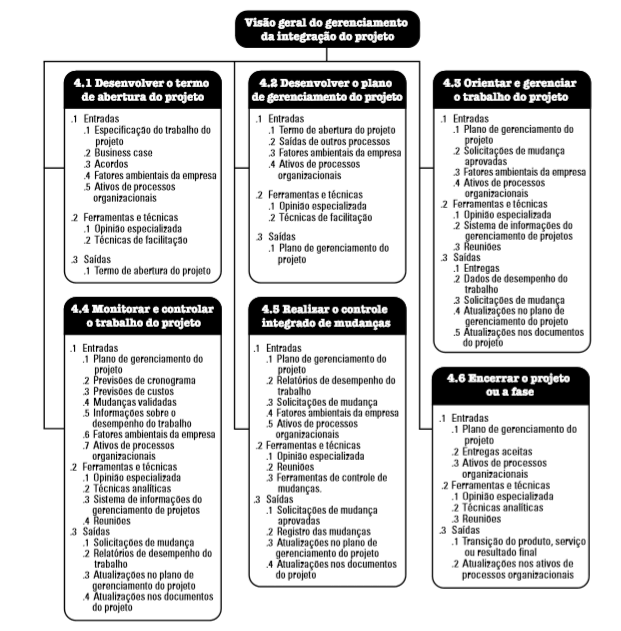 Visão geral do gerenciamento
da integração do projeto
4.1 Desenvolver o termo
de abertura do projeto
.1 Entradas
.1 Especificação do trabalho do
projeto
.2 Business case
.3 Acordos
.4 Fatores ambientais da empresa
.5 Ativos de processos
organizacionais
.2 Ferramentas e técnicas
.1 Opinião especializada
.2 Técnicas de facilitação
.3 Saídas
.1 Termo de abertura do projeto
4.2 Desenvolver o plano
de gerenciamento do projeto
.1 Entradas
.1 Termo de abertura do projeto
.2 Saídas de outros processos
.3 Fatores ambientais da empresa
.4 Ativos de processos
organizacionais
.2 Ferramentas e técnicas
.1 Opinião especializada
.2 Técnicas de facilitação
.3 Saídas
.1 Plano de gerenciamento do
projeto
4.3 Orientar e gerenciar
o trabalho do projeto
.1 Entradas
.1 Plano de gerenciamento do
projeto
.2 Solicitações de mudança
aprovadas
.3 Fatores ambientais da empresa
.4 Ativos de processos
organizacionais
.2 Ferramentas e técnicas
.1 Opinião especializada
.2 Sistema de informações do
gerenciamento de projetos
.3 Reuniões
.3 Saídas
.1 Entregas
.2 Dados de desempenho do
trabalho
.3 Solicitações de mudança
.4 Atualizações no plano de
gerenciamento do projeto
.5 Atualizações nos documentos
do projeto
4.4 Monitorar e controlar
o trabalho do projeto
.1 Entradas
.1 Plano de gerenciamento do
projeto
.2 Previsões de cronograma
.3 Previsões de custos
.4 Mudanças validadas
.5 Informações sobre o
desempenho do trabalho
.6 Fatores ambientais da empresa
.7 Ativos de processos
organizacionais
.2 Ferramentas e técnicas
.1 Opinião especializada
.2 Técnicas analíticas
.3 Sistema de informações do
gerenciamento de projetos
.4 Reuniões
.3 Saídas
.1 Solicitações de mudança
.2 Relatórios de desempenho do
trabalho
.3 Atualizações no plano de
gerenciamento do projeto
.4 Atualizações nos documentos
do projeto
4.5 Realizar o controle
integrado de mudanças
.1 Entradas
.1 Plano de gerenciamento do
projeto
.2 Relatórios de desempenho do
trabalho
.3 Solicitações de mudança
.4 Fatores ambientais da empresa
.5 Ativos de processos
organizacionais
.2 Ferramentas e técnicas
.1 Opinião especializada
.2 Reuniões
.3 Ferramentas de controle de
mudanças.
.3 Saídas
.1 Solicitações de mudança
aprovadas
.2 Registro das mudanças
.3 Atualizações no plano de
gerenciamento do projeto
.4 Atualizações nos documentos
do projeto
4.6 Encerrar o projeto
ou a fase
.1 Entradas
.1 Plano de gerenciamento do
projeto
.2 Entregas aceitas
.3 Ativos de processos
organizacionais
.2 Ferramentas e técnicas
.1 Opinião especializada
.2 Técnicas analíticas
.3 Reuniões
.3 Saídas
.1 Transição do produto, serviço
ou resultado final
.2 Atualizações nos ativos de
processos organizacionais